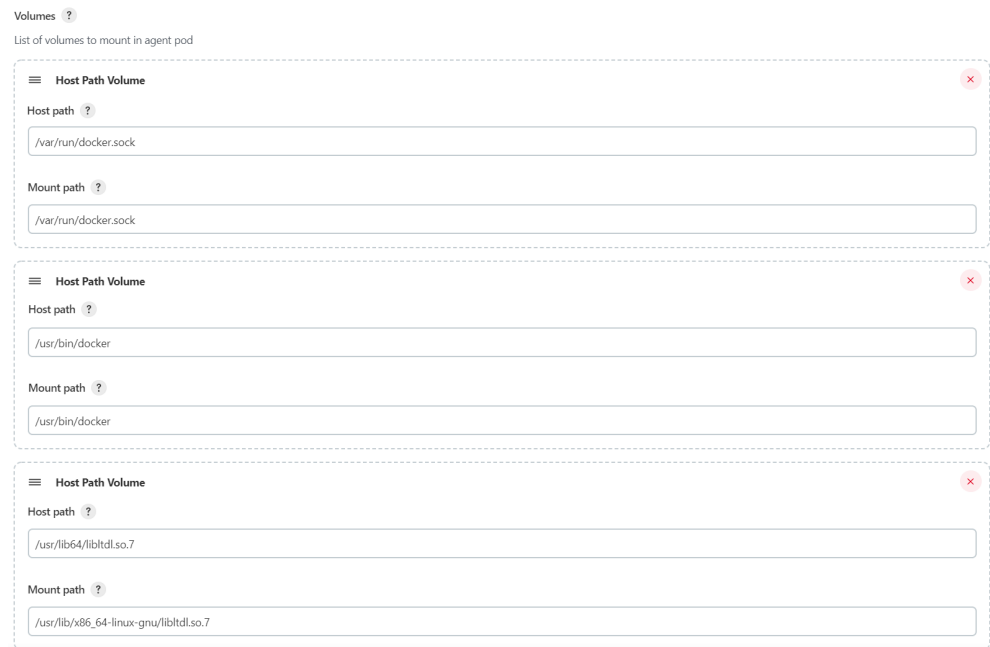 Volumes ?
List of volumes to mount in agent pod
Host Path Volume
Host path ?
/var/run/docker.sock
Mount path ?
/var/run/docker.sock
Host Path Volume
Host path ?
/usr/bin/docker
Mount path ?
/usr/bin/docker
Host Path Volume
Host path ?
/usr/lib64/libltdl.so.7
Mount path ?
/usr/lib/x86_64-linux-gnu/libltdl.so.7